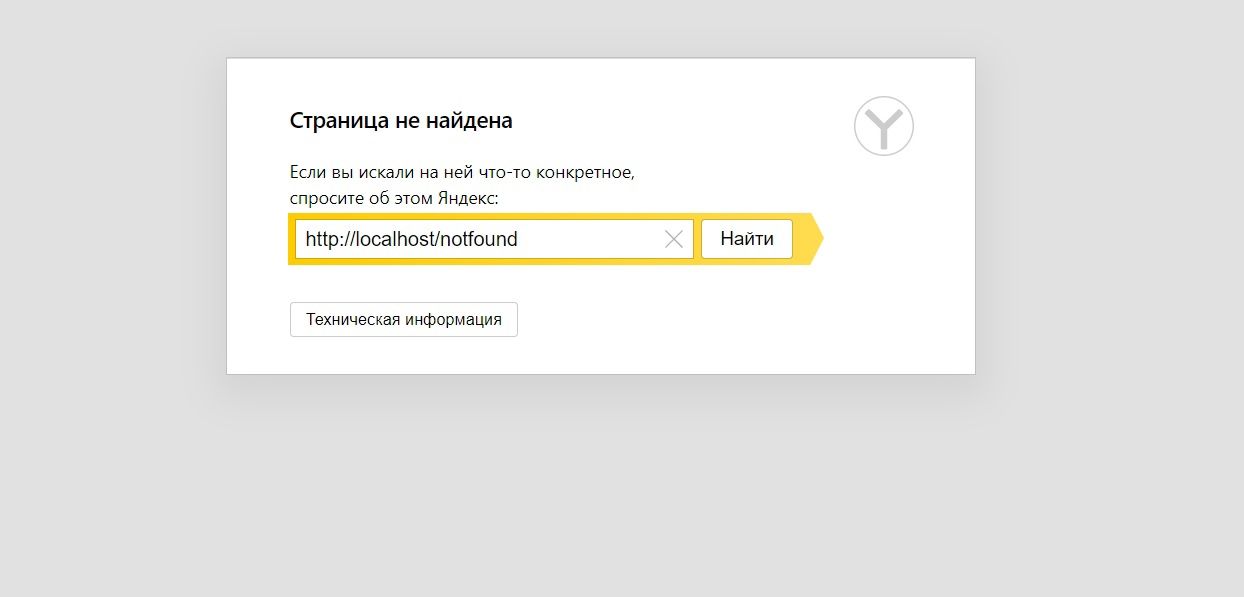 Страница не найдена
Если вы искали на ней что-то конкретное,
спросите об этом Яндекс:
http://localhost/notfound
Найти
Техническая информация